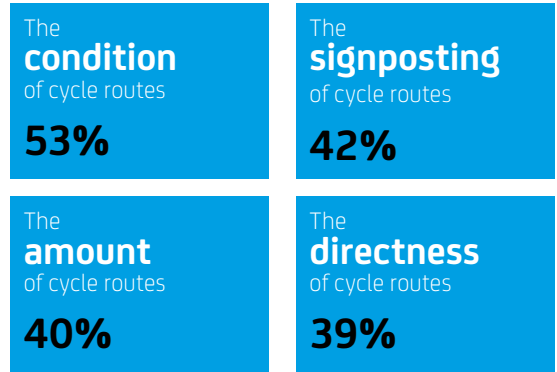 The
condition
of cycle routes
53%
The
signposting
of cycle routes
42%
The
amount
of cycle routes
40%
The
directness
of cycle routes
39%